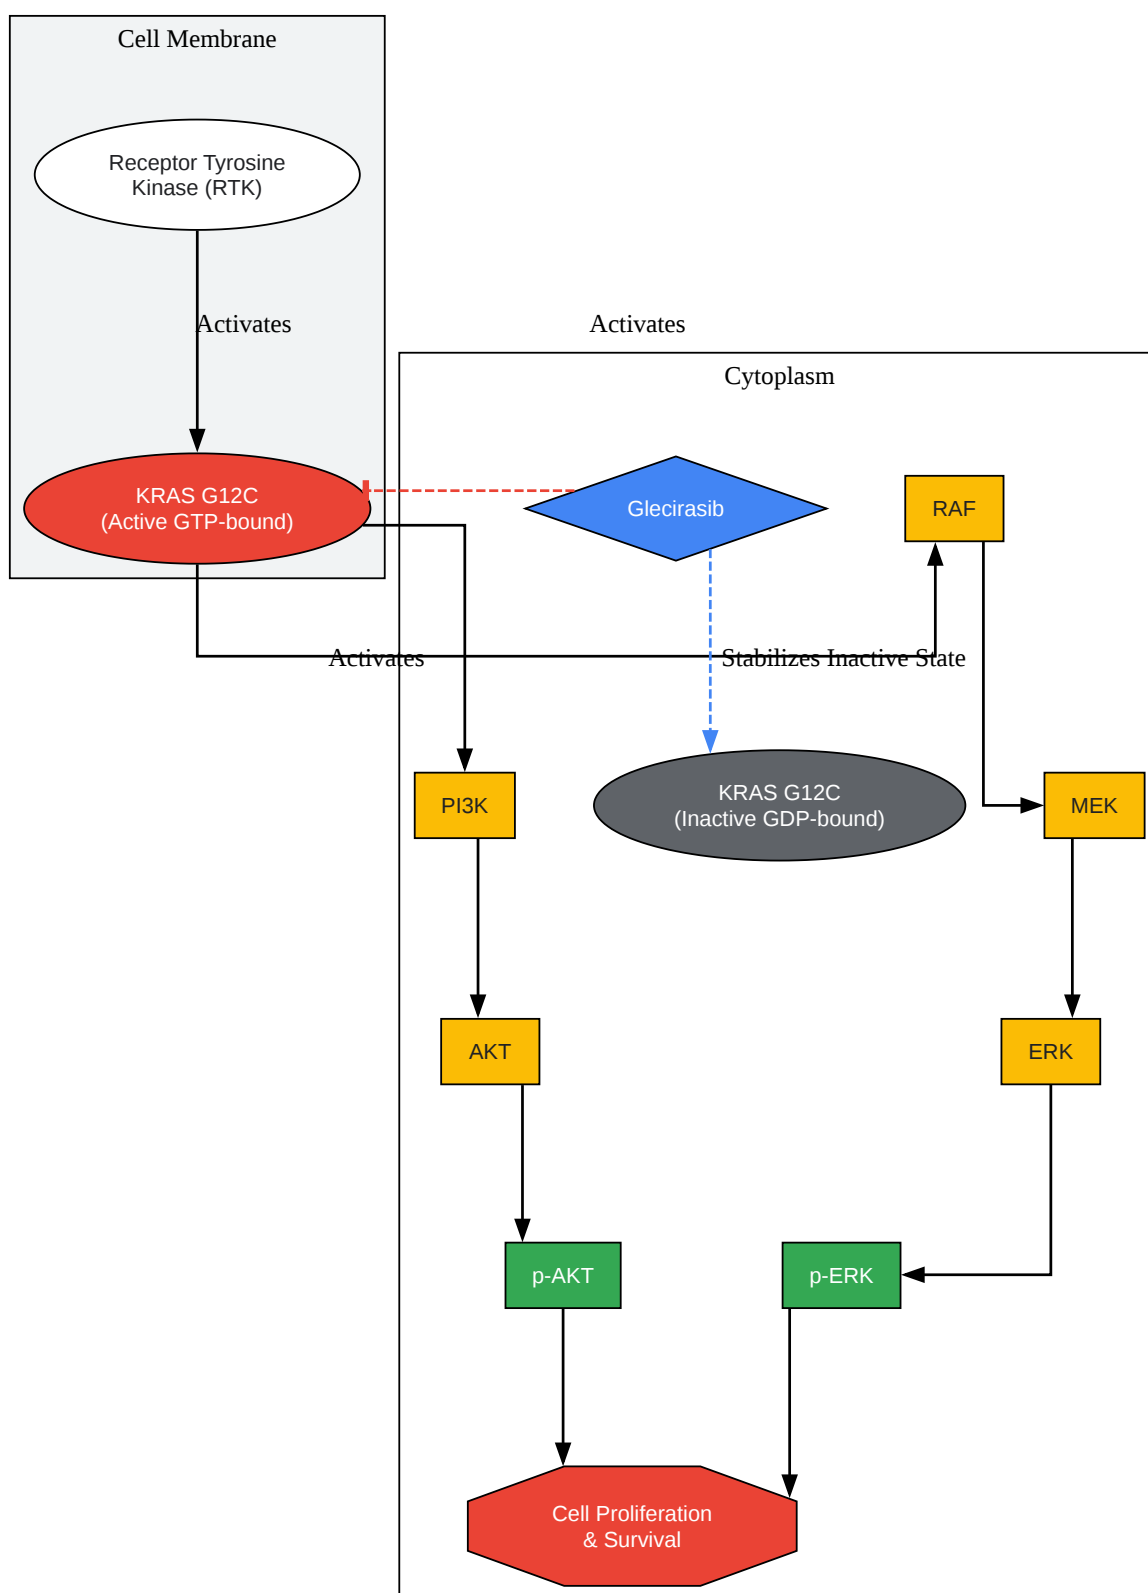 Cell Membrane
Receptor Tyrosine
Kinase (RTK)
Activates
Activates
Cytoplasm
KRAS G12C
(Active GTP-bound)
Glecirasib
RAF
Activates
Stabilizes Inactive State
PI3K
KRAS G12C
(Inactive GDP-bound)
MEK
AKT
ERK
p-AKT
p-ERK
Cell Proliferation
& Survival